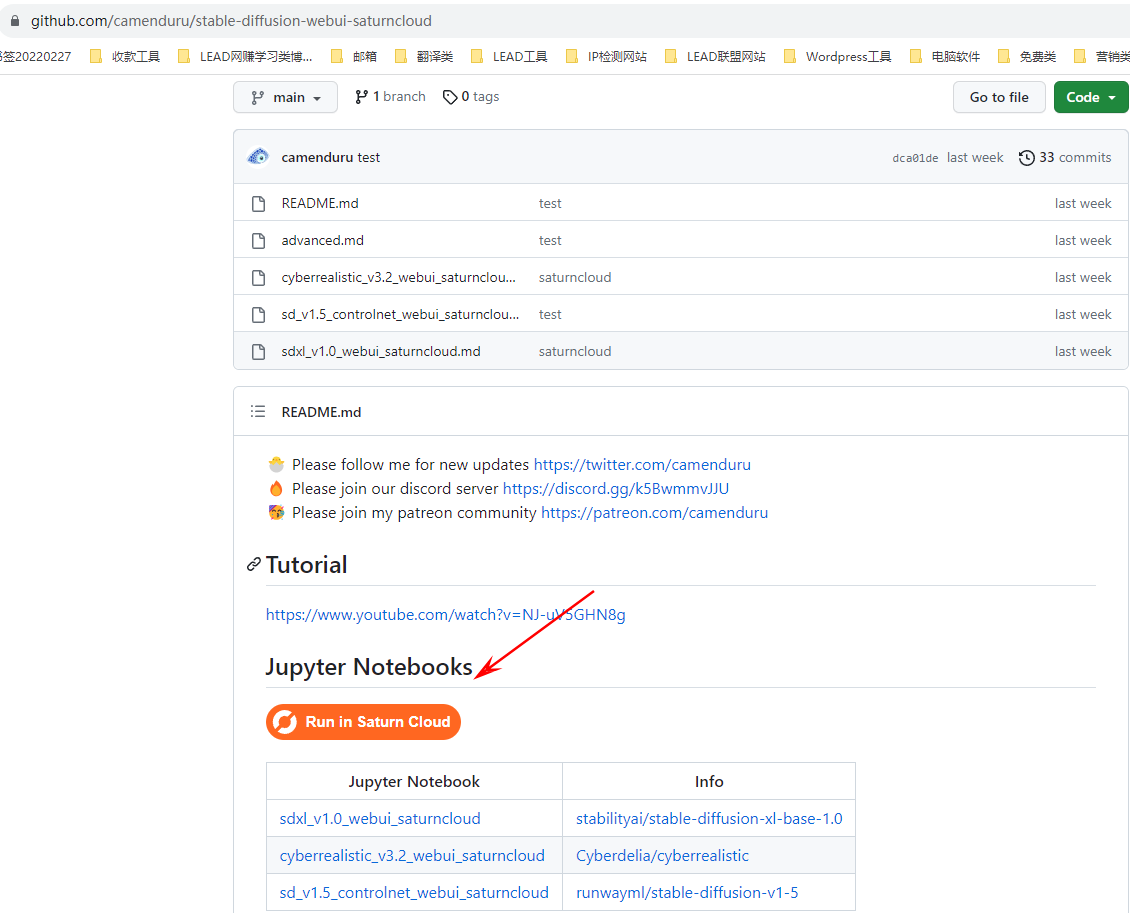 github.com/camenduru/stable-diffusion-webui-saturncloud
签20220227 收款工具 LEAD网赚学习类博... 邮箱 翻译类 LEAD工具 IP检测网站 LEAD联盟网站 Wordpress工具 电脑软件 免费类 营销类
main 1 branch 0 tags Go to file Code
camenduru test dca01de last week 33 commits
README.md test last week
advanced.md test last week
cyberrealistic_v3.2_webui_saturnclou... saturncloud last week
sd_v1.5_controlnet_webui_saturnclou... test last week
sdxl_v1.0_webui_saturncloud.md saturncloud last week
README.md
🐣 Please follow me for new updates https://twitter.com/camenduru
🔥 Please join our discord server https://discord.gg/k5BwmmvJJU
🥳 Please join my patreon community https://patreon.com/camenduru
Tutorial
https://www.youtube.com/watch?v=NJ-uV5GHN8g
Jupyter Notebooks
Run in Saturn Cloud
Jupyter Notebook Info
sdxl_v1.0_webui_saturncloud stabilityai/stable-diffusion-xl-base-1.0
cyberrealistic_v3.2_webui_saturncloud Cyberdelia/cyberrealistic
sd_v1.5_controlnet_webui_saturncloud runwayml/stable-diffusion-v1-5